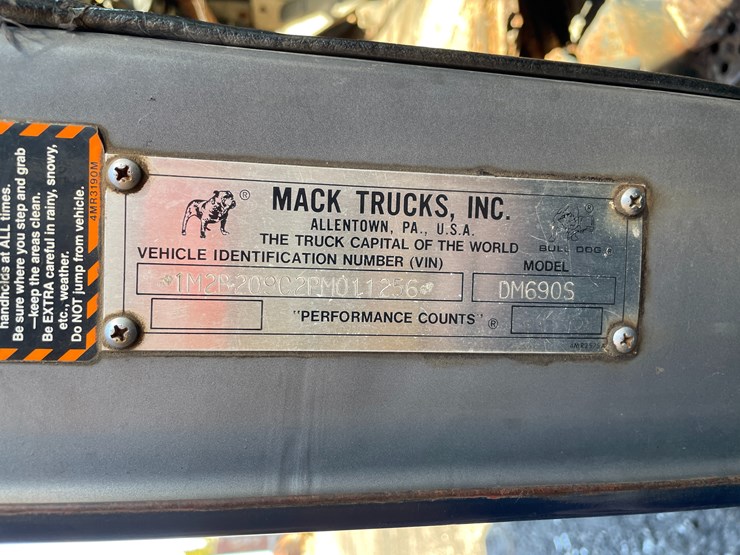 handholds at ALL times.
Be sure where you step and grab
—keep the areas clean.
Be EXTRA careful in rainy, snowy,
etc., weather.
Do NOT jump from vehicle.
4MR3190M
®
MACK TRUCKS, INC.
ALLENTOWN, PA., U.S.A.
THE TRUCK CAPITAL OF THE WORLD
BULL DOG
VEHICLE IDENTIFICATION NUMBER (VIN)
MODEL
DM690S
"PERFORMANCE COUNTS" ®